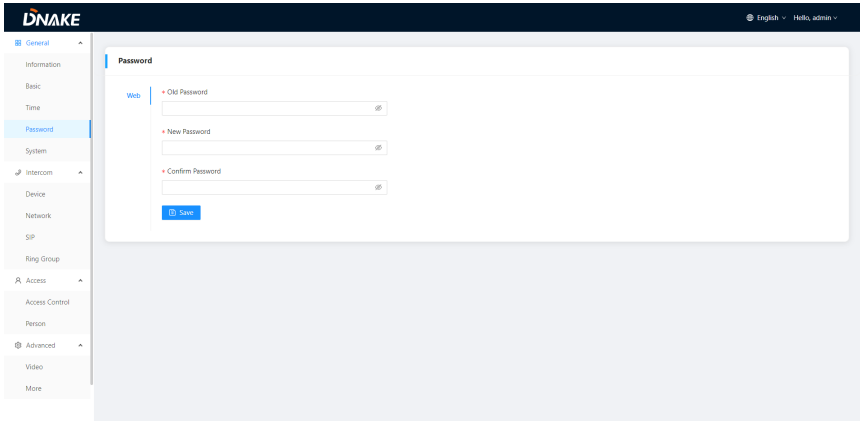 DNAKE
English
Hello, admin
General
Information
Basic
Time
Password
System
Intercom
Device
Network
SIP
Ring Group
Access
Access Control
Person
Advanced
Video
More
Password
Web
* Old Password
* New Password
* Confirm Password
Save